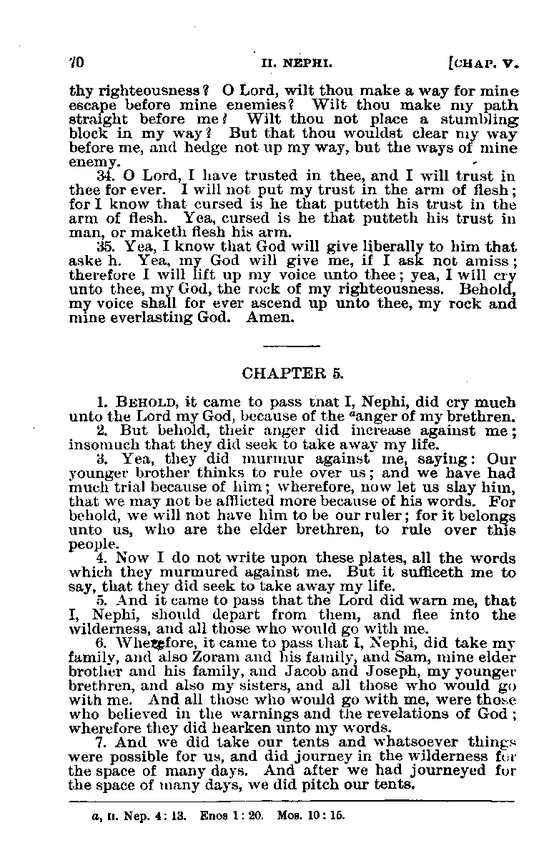 70 II. NEPHI. [CHAP. V.
thy righteousness? O Lord, wilt thou make a way for mine
escape before mine enemies? Wilt thou make my path
straight before me? Wilt thou not place a stumbling
block in my way? But that thou wouldst clear my way
before me, and hedge not up my way, but the ways of mine
enemy.
34. O Lord, I have trusted in thee, and I will trust in
thee for ever. I will not put my trust in the arm of flesh;
for I know that cursed is he that putteth his trust in the
arm of flesh. Yea, cursed is he that putteth his trust in
man, or maketh flesh his arm.
35. Yea, I know that God will give liberally to him that
aske h. Yea, my God will give me, if I ask not amiss;
therefore I will lift up my voice unto thee; yea, I will cry
unto thee, my God, the rock of my righteousness. Behold,
my voice shall for ever ascend up unto thee, my rock and
mine everlasting God. Amen.
CHAPTER 5.
1. BEHOLD, it came to pass that I, Nephi, did cry much
unto the Lord my God, because of the ᵃanger of my brethren.
2. But behold, their anger did increase against me;
insomuch that they did seek to take away my life.
3. Yea, they did murmur against me, saying: Our
younger brother thinks to rule over us; and we have had
much trial because of him; wherefore, now let us slay him,
that we may not be afflicted more because of his words. For
behold, we will not have him to be our ruler; for it belongs
unto us, who are the elder brethren, to rule over this
people.
4. Now I do not write upon these plates, all the words
which they murmured against me. But it sufficeth me to
say, that they did seek to take away my life.
5. And it came to pass that the Lord did warn me, that
I, Nephi, should depart from them, and flee into the
wilderness, and all those who would go with me.
6. Wherefore, it came to pass that I, Nephi, did take my
family, and also Zoram and his family, and Sam, mine elder
brother and his family, and Jacob and Joseph, my younger
brethren, and also my sisters, and all those who would go
with me. And all those who would go with me, were those
who believed in the warnings and the revelations of God;
wherefore they did hearken unto my words.
7. And we did take our tents and whatsoever things
were possible for us, and did journey in the wilderness for
the space of many days. And after we had journeyed for
the space of many days, we did pitch our tents.
a, II. Nep. 4: 13. Enos 1: 20. Mos. 10: 15.